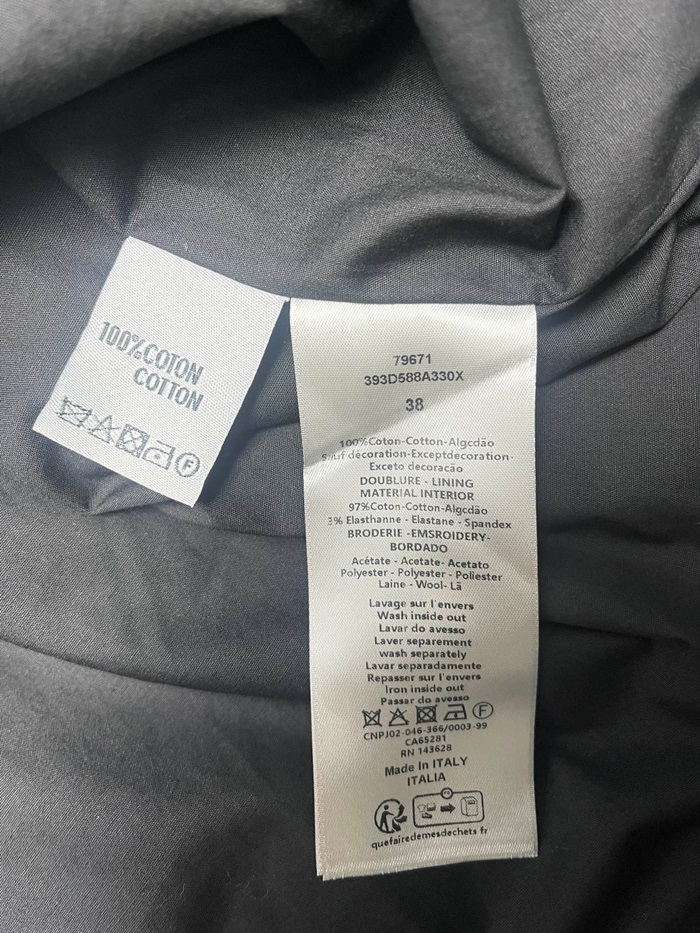 100%COTON
COTTON
F
79671
393D588A330X
38
100%Coton-Cotton-Algcdão
décoration-Exceptdecoration-
Exceto decoracão
DOUBLURE - LINING
MATERIAL INTERIOR
97%Coton-Cotton-Algcdão
3% Elasthanne - Elastane - Spandex
BRODERIE -EMSROIDERY-
BORDADO
Acétate - Acetate- Acetato
Polyester - Polyester - Poliester
Laine - Wool- Lã
Lavage sur l'envers
Wash inside out
Lavar do avesso
Laver separement
wash separately
Lavar separadamente
Repasser sur l'envers
Iron inside out
Passar do avesso
F
CNPJ02-046-366/0003-99
CA65281
RN 143628
Made In ITALY
ITALIA
quefairedemesdechets fr